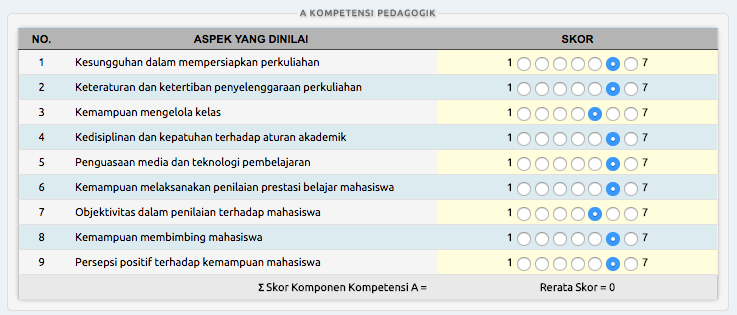 A KOMPETENSI PEDAGOGIK
NO. ASPEK YANG DINILAI SKOR
1 Kesungguhan dalam mempersiapkan perkuliahan 1 7
2 Keteraturan dan ketertiban penyelenggaraan perkuliahan 1 7
3 Kemampuan mengelola kelas 1 7
4 Kedisiplinan dan kepatuhan terhadap aturan akademik 1 7
5 Penguasaan media dan teknologi pembelajaran 1 7
6 Kemampuan melaksanakan penilaian prestasi belajar mahasiswa 1 7
7 Objektivitas dalam penilaian terhadap mahasiswa 1 7
8 Kemampuan membimbing mahasiswa 1 7
9 Persepsi positif terhadap kemampuan mahasiswa 1 7
Σ Skor Komponen Kompetensi A = Rerata Skor = 0